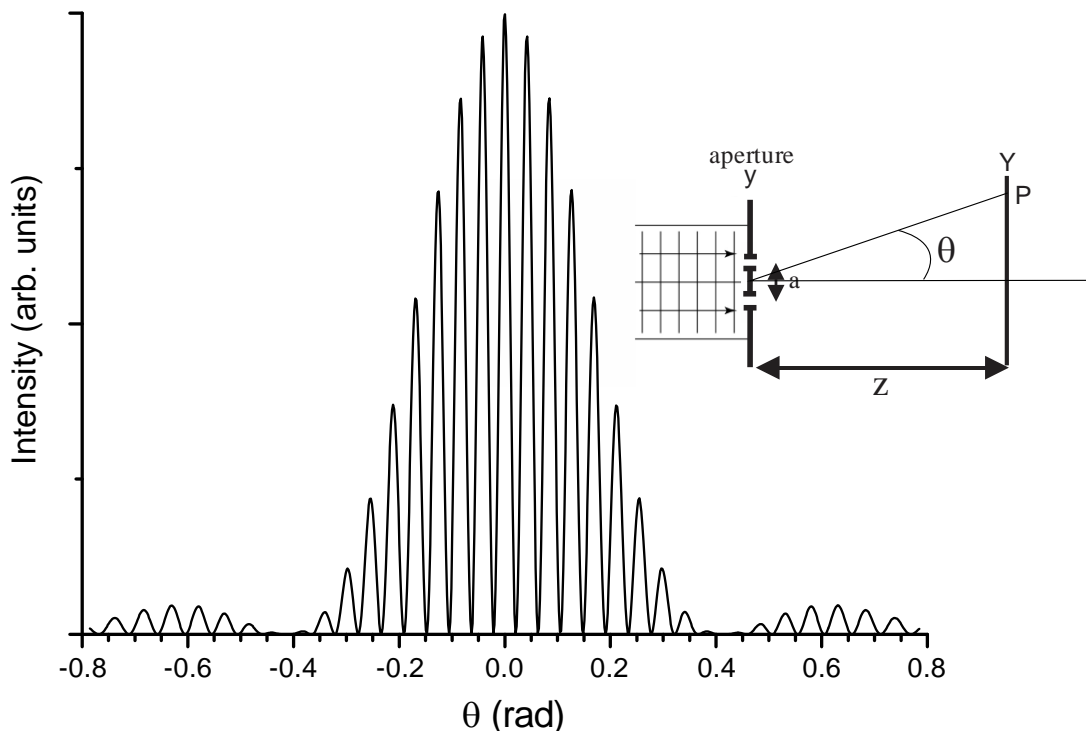 Intensity (arb. units)
-0.8 -0.6 -0.4 -0.2 0.0 0.2 0.4 0.6 0.8
θ (rad)
aperture
y
Y
P
θ
a
z